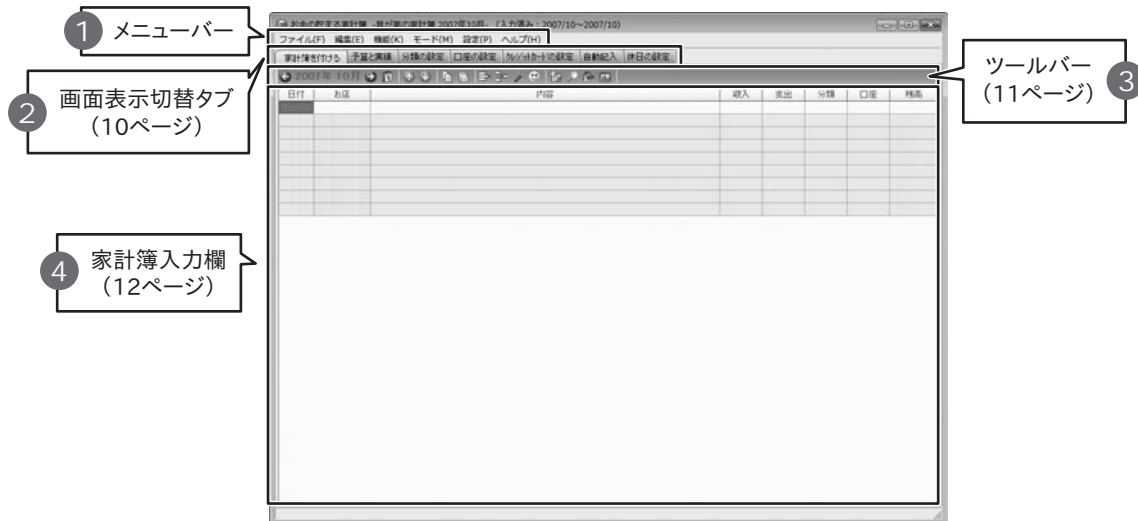 1 メニューバー
2 画面表示切替タブ
（10ページ）
ツールバー 3
（11ページ）
4 家計簿入力欄
（12ページ）
お金の貯まる家計簿 -我が家の家計簿 2007年10月- （入力済み：2007/10～2007/10）
ファイル(F) 編集(E) 機能(K) モード(M) 設定(P) ヘルプ(H)
家計簿を付ける 予算と実績 分類の設定 口座の設定 クレジットカードの設定 自動記入 休日の設定
2007年 10月
日付 お店 内容 収入 支出 分類 口座 残高